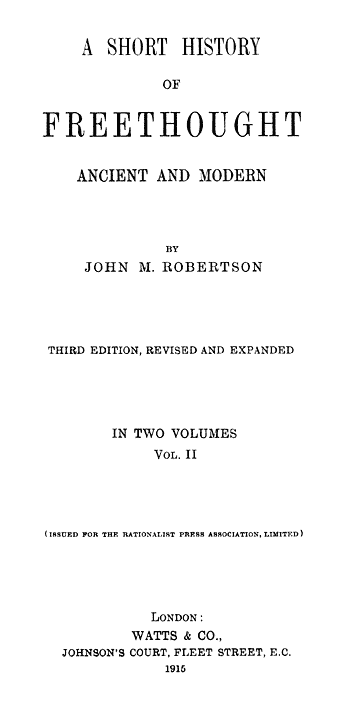 A SHORT HISTORY
OF
FREETHOUGHT
ANCIENT AND MODERN
BY
JOHN M. ROBERTSON
THIRD EDITION, REVISED AND EXPANDED
IN TWO VOLUMES
VOL. II
(ISSUED FOR THE RATIONALIST PRESS ASSOCIATION, LIMITED)
LONDON:
WATTS & CO.,
JOHNSON'S COURT, FLEET STREET, E.C.
1915